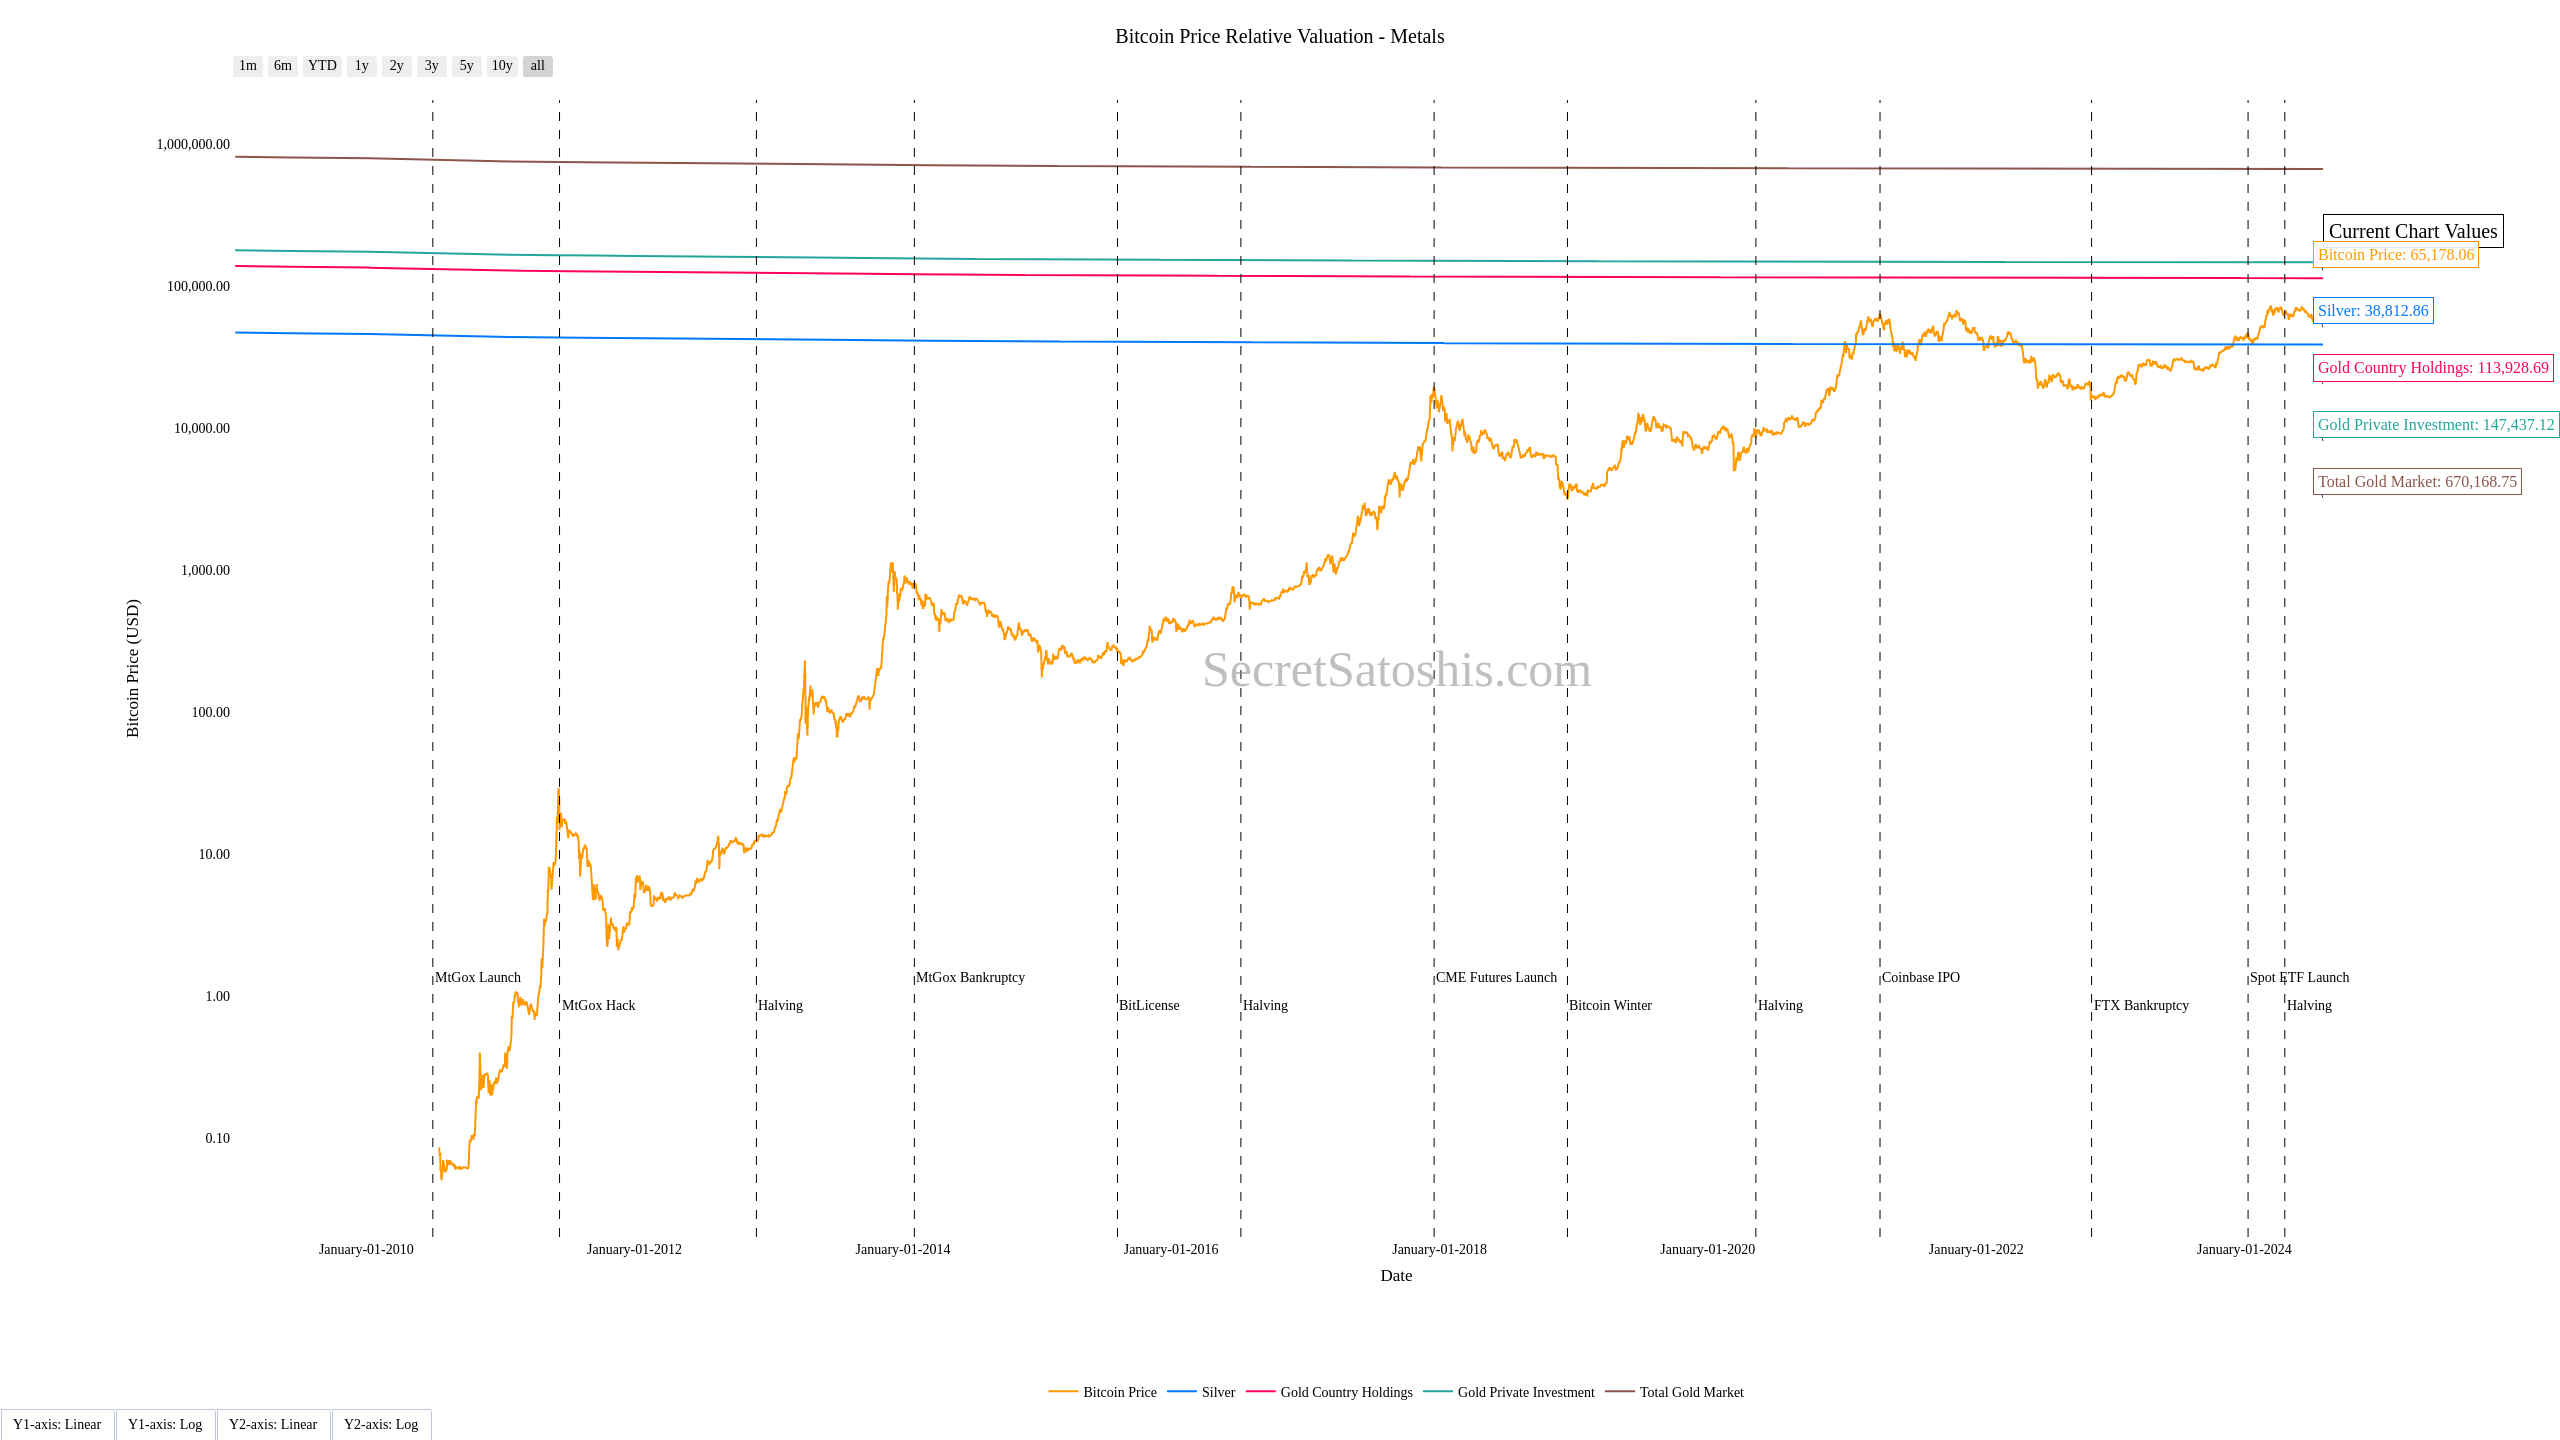 Bitcoin Price Relative Valuation - Metals
1m 6m YTD 1y 2y 3y 5y 10y all
1,000,000.00
100,000.00
10,000.00
1,000.00
100.00
10.00
1.00
0.10
Bitcoin Price (USD)
Current Chart Values
Bitcoin Price: 65,178.06
Silver: 38,812.86
Gold Country Holdings: 113,928.69
Gold Private Investment: 147,437.12
Total Gold Market: 670,168.75
SecretSatoshis.com
MtGox Launch
MtGox Hack
Halving
MtGox Bankruptcy
BitLicense
Halving
CME Futures Launch
Bitcoin Winter
Halving
Coinbase IPO
FTX Bankruptcy
Spot ETF Launch
Halving
January-01-2010 January-01-2012 January-01-2014 January-01-2016 January-01-2018 January-01-2020 January-01-2022 January-01-2024
Date
Bitcoin Price Silver Gold Country Holdings Gold Private Investment Total Gold Market
Y1-axis: Linear Y1-axis: Log Y2-axis: Linear Y2-axis: Log